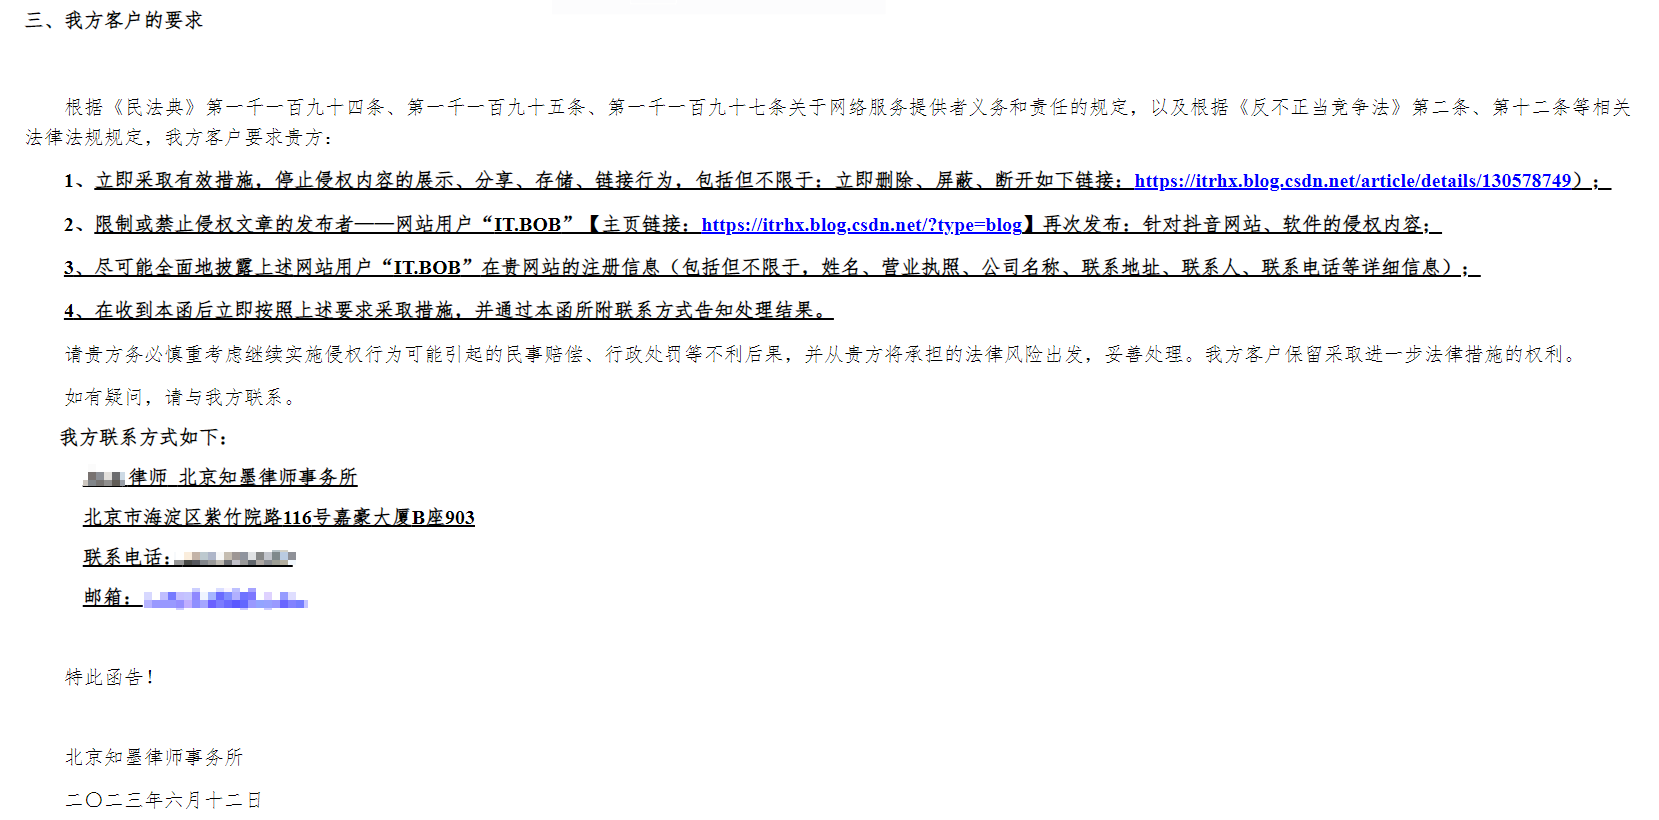 三、我方客户的要求
根据《民法典》第一千一百九十四条、第一千一百九十五条、第一千一百九十七条关于网络服务提供者义务和责任的规定，以及根据《反不正当竞争法》第二条、第十二条等相关
法律法规规定，我方客户要求贵方：
1、立即采取有效措施，停止侵权内容的展示、分享、存储、链接行为，包括但不限于：立即删除、屏蔽、断开如下链接：https://itrhx.blog.csdn.net/article/details/130578749）；
2、限制或禁止侵权文章的发布者——网站用户“IT.BOB”【主页链接：https://itrhx.blog.csdn.net/?type=blog】再次发布：针对抖音网站、软件的侵权内容；
3、尽可能全面地披露上述网站用户“IT.BOB”在贵网站的注册信息（包括但不限于，姓名、营业执照、公司名称、联系地址、联系人、联系电话等详细信息）；
4、在收到本函后立即按照上述要求采取措施，并通过本函所附联系方式告知处理结果。
请贵方务必慎重考虑继续实施侵权行为可能引起的民事赔偿、行政处罚等不利后果，并从贵方将承担的法律风险出发，妥善处理。我方客户保留采取进一步法律措施的权利。
如有疑问，请与我方联系。
我方联系方式如下：
律师 北京知墨律师事务所
北京市海淀区紫竹院路116号嘉豪大厦B座903
联系电话：
邮箱：
特此函告！
北京知墨律师事务所
二〇二三年六月十二日